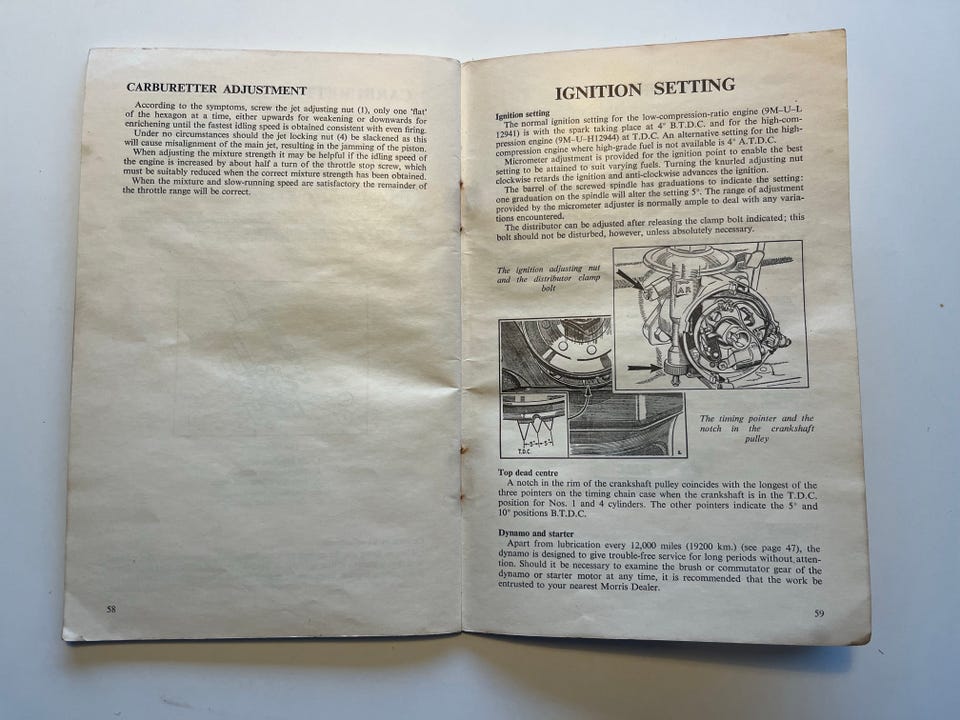 CARBURETTER ADJUSTMENT
According to the symptoms, screw the jet adjusting nut (1), only one 'flat'
of the hexagon at a time, either upwards for weakening or downwards for
enrichening until the fastest idling speed is obtained consistent with even firing.
Under no circumstances should the jet locking nut (4) be slackened as this
will cause misalignment of the main jet, resulting in the jamming of the piston.
When adjusting the mixture strength it may be helpful if the idling speed of
the engine is increased by about half a turn of the throttle stop screw, which
must be suitably reduced when the correct mixture strength has been obtained.
When the mixture and slow-running speed are satisfactory the remainder of
the throttle range will be correct.
58
IGNITION SETTING
Ignition setting
The normal ignition setting for the low-compression-ratio engine (9M–U–L
12941) is with the spark taking place at 4° B.T.D.C. and for the high-com-
pression engine (9M–U–H12944) at T.D.C. An alternative setting for the high-
compression engine where high-grade fuel is not available is 4° A.T.D.C.
Micrometer adjustment is provided for the ignition point to enable the best
setting to be attained to suit varying fuels. Turning the knurled adjusting nut
clockwise retards the ignition and anti-clockwise advances the ignition.
The barrel of the screwed spindle has graduations to indicate the setting:
one graduation on the spindle will alter the setting 5°. The range of adjustment
provided by the micrometer adjuster is normally ample to deal with any varia-
tions encountered.
The distributor can be adjusted after releasing the clamp bolt indicated; this
bolt should not be disturbed, however, unless absolutely necessary.
The ignition adjusting nut
and the distributor clamp
bolt
A R
5° 5°
T.D.C.
The timing pointer and the
notch in the crankshaft
pulley
Top dead centre
A notch in the rim of the crankshaft pulley coincides with the longest of the
three pointers on the timing chain case when the crankshaft is in the T.D.C.
position for Nos. 1 and 4 cylinders. The other pointers indicate the 5° and
10° positions B.T.D.C.
Dynamo and starter
Apart from lubrication every 12,000 miles (19200 km.) (see page 47), the
dynamo is designed to give trouble-free service for long periods without atten-
tion. Should it be necessary to examine the brush or commutator gear of the
dynamo or starter motor at any time, it is recommended that the work be
entrusted to your nearest Morris Dealer.
59